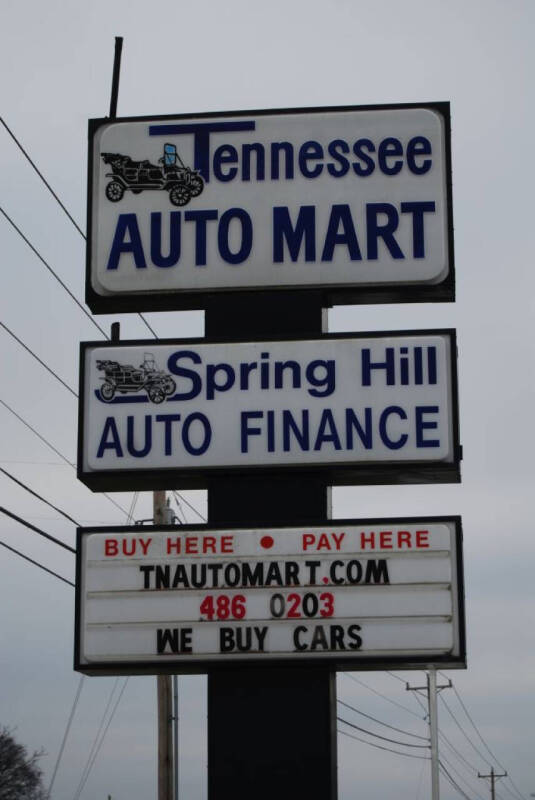 Tennessee
AUTO MART
Spring Hill
AUTO FINANCE
BUY HERE • PAY HERE
TNAUTOMART.COM
486 0203
WE BUY CARS